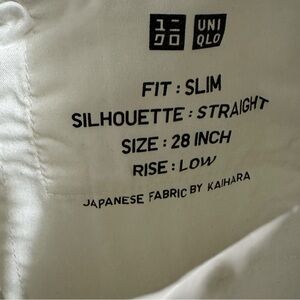 ユニ UNI
クロ QLO
FIT : SLIM
SILHOUETTE : STRAIGHT
SIZE : 28 INCH
RISE : LOW
JAPANESE FABRIC BY KAIHARA